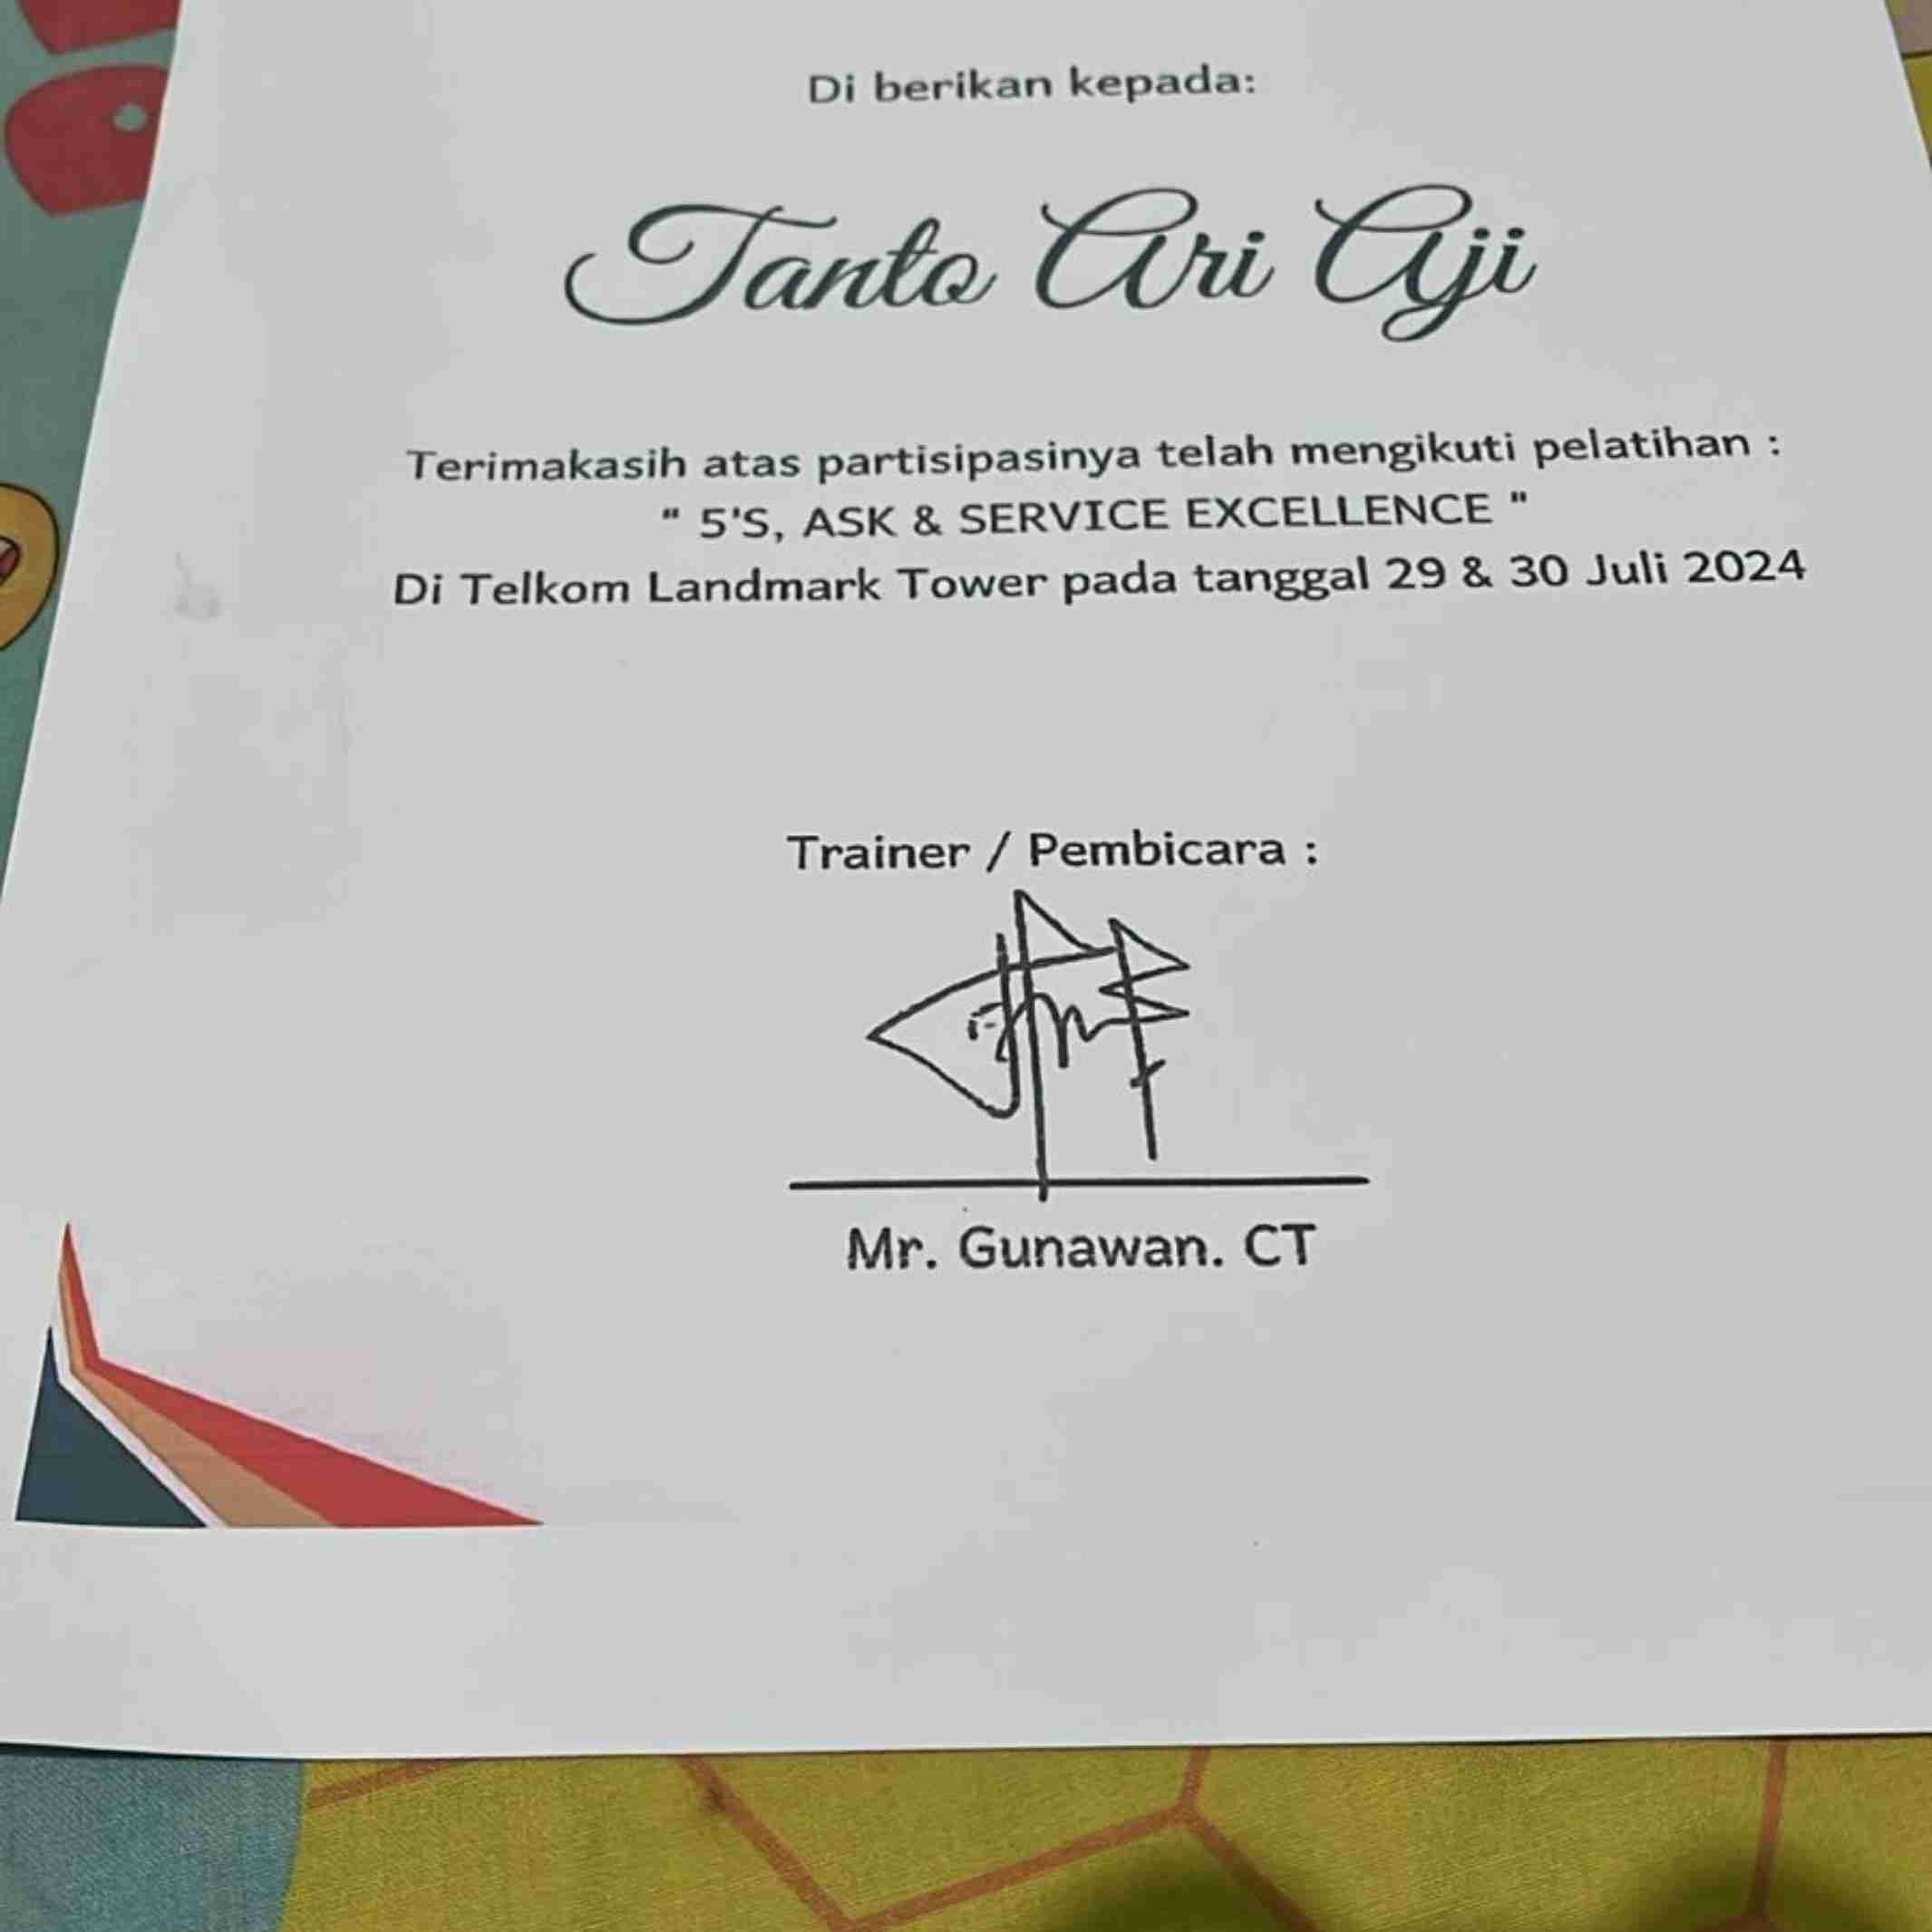 Di berikan kepada:
Tanto Ari Aji
Terimakasih atas partisipasinya telah mengikuti pelatihan :
" 5'S, ASK & SERVICE EXCELLENCE "
Di Telkom Landmark Tower pada tanggal 29 & 30 Juli 2024
Trainer / Pembicara :
Mr. Gunawan. CT